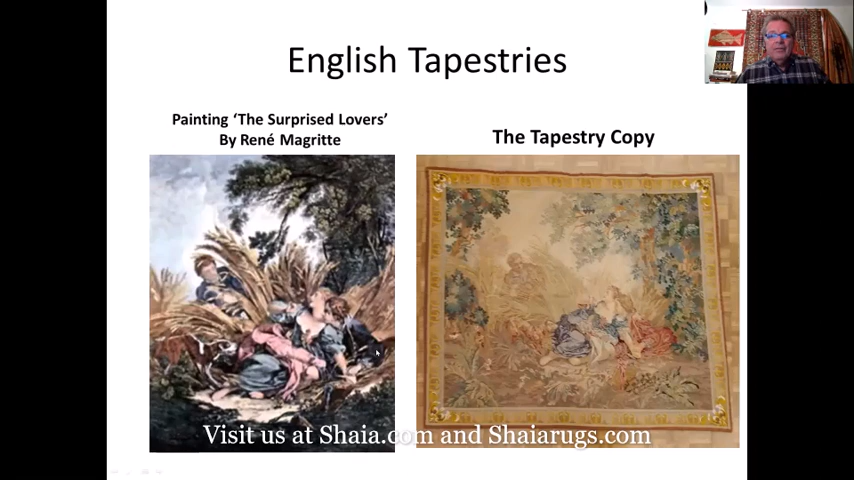 English Tapestries
Painting ‘The Surprised Lovers’
By René Magritte
The Tapestry Copy
Visit us at Shaia.com and Shaiarugs.com